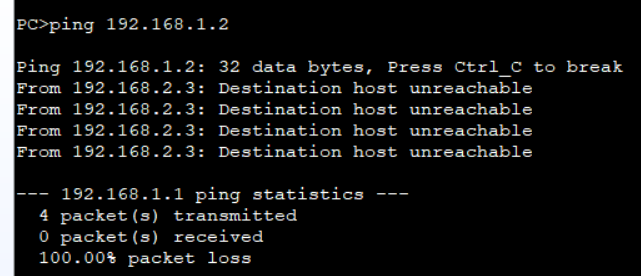 PC>ping 192.168.1.2
Ping 192.168.1.2: 32 data bytes, Press Ctrl_C to break
From 192.168.2.3: Destination host unreachable
From 192.168.2.3: Destination host unreachable
From 192.168.2.3: Destination host unreachable
From 192.168.2.3: Destination host unreachable
--- 192.168.1.1 ping statistics ---
4 packet(s) transmitted
0 packet(s) received
100.00% packet loss